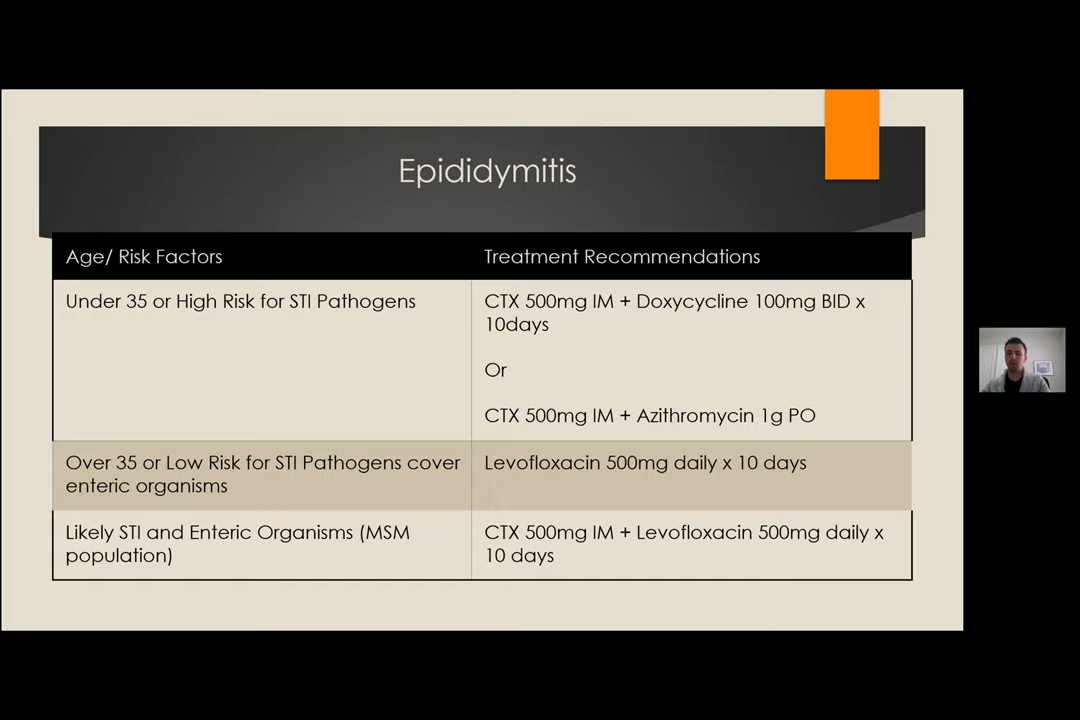 Epididymitis
Age/ Risk Factors
Treatment Recommendations
Under 35 or High Risk for STI Pathogens
CTX 500mg IM + Doxycycline 100mg BID x
10days
Or
CTX 500mg IM + Azithromycin 1g PO
Over 35 or Low Risk for STI Pathogens cover
enteric organisms
Levofloxacin 500mg daily x 10 days
Likely STI and Enteric Organisms (MSM
population)
CTX 500mg IM + Levofloxacin 500mg daily x
10 days